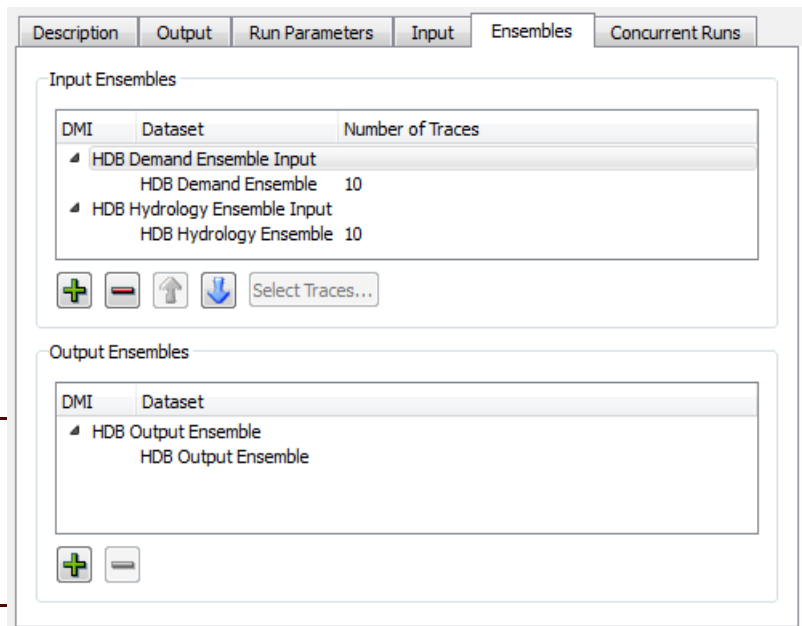 Description Output Run Parameters Input Ensembles Concurrent Runs
Input Ensembles
DMI Dataset Number of Traces
HDB Demand Ensemble Input
HDB Demand Ensemble 10
HDB Hydrology Ensemble Input
HDB Hydrology Ensemble 10
Select Traces...
Output Ensembles
DMI Dataset
HDB Output Ensemble
HDB Output Ensemble